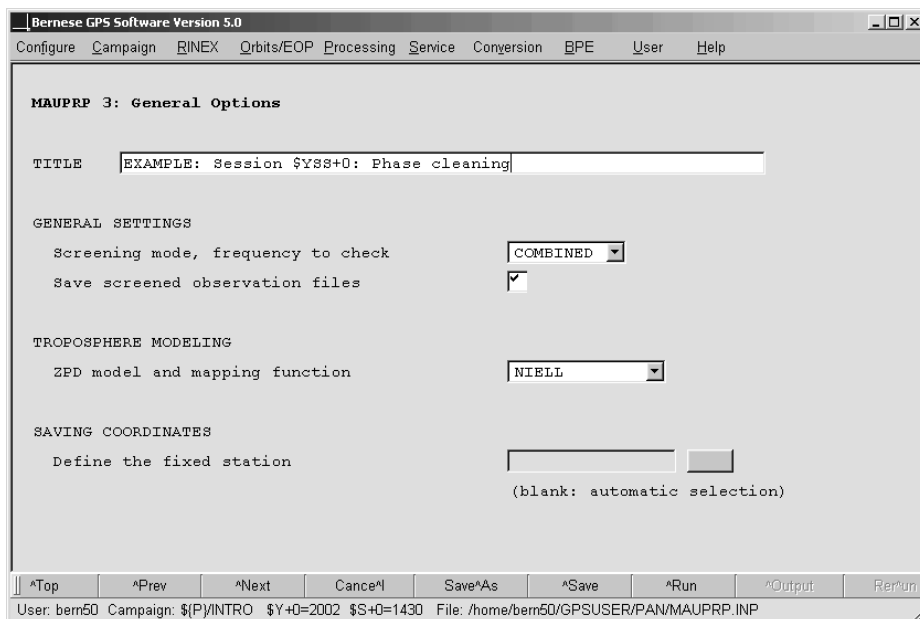 Bernese GPS Software Version 5.0
Configure Campaign RINEX Orbits/EOP Processing Service Conversion BPE User Help
MAUPRP 3: General Options
TITLE EXAMPLE: Session $YSS+0: Phase cleaning
GENERAL SETTINGS
Screening mode, frequency to check COMBINED
Save screened observation files
TROPOSPHERE MODELING
ZPD model and mapping function NIELL
SAVING COORDINATES
Define the fixed station
(blank: automatic selection)
^Top ^Prev ^Next Cance^l Save^As ^Save ^Run ^Output Rer^un
User: bern50 Campaign: ${P}/INTRO $Y+0=2002 $S+0=1430 File: /home/bern50/GPSUSER/PAN/MAUPRP.INP